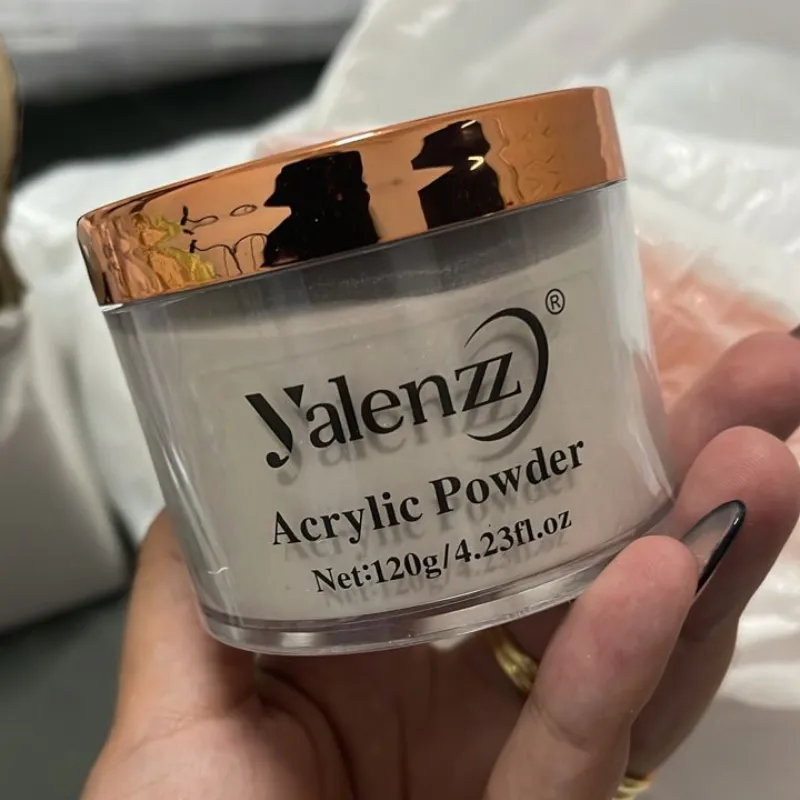 Yalenzz®
Acrylic Powder
Net:120g/4.23fl.oz